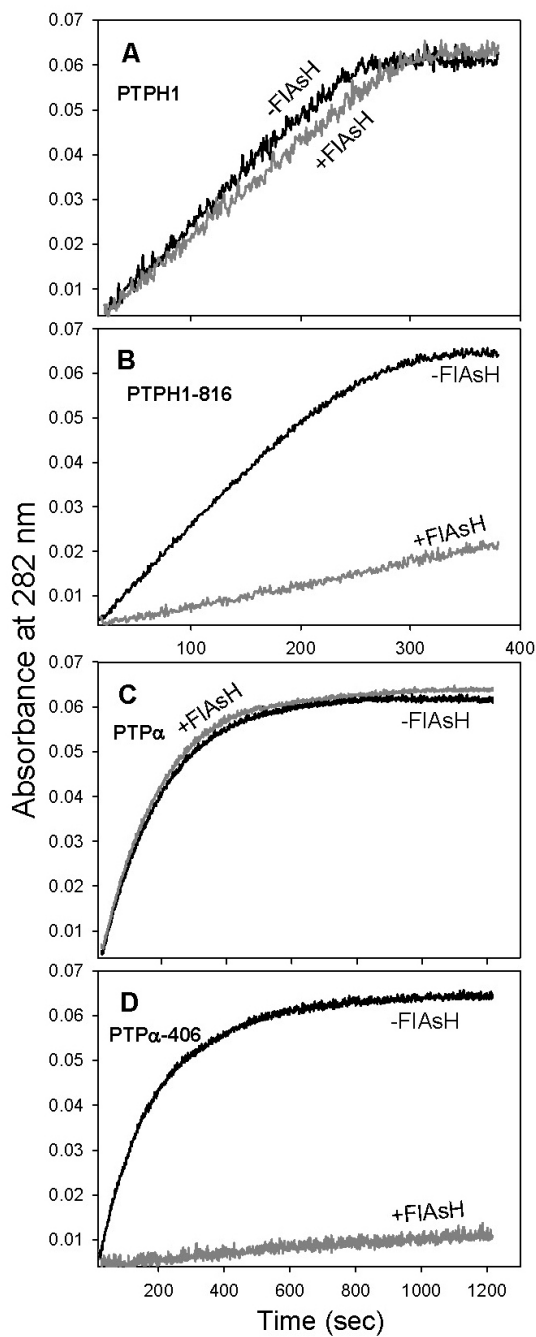 Absorbance at 282 nm
A
PTPH1
-FlAsH
+FlAsH
0.06
0.05
0.04
0.03
0.02
0.01
B
PTPH1-816
-FlAsH
+FlAsH
0.07
0.06
0.05
0.04
0.03
0.02
0.01
100 200 300 400
C
PTPα
+FlAsH
-FlAsH
0.07
0.06
0.05
0.04
0.03
0.02
0.01
D
PTPα-406
-FlAsH
+FlAsH
0.07
0.06
0.05
0.04
0.03
0.02
0.01
200 400 600 800 1000 1200
Time (sec)